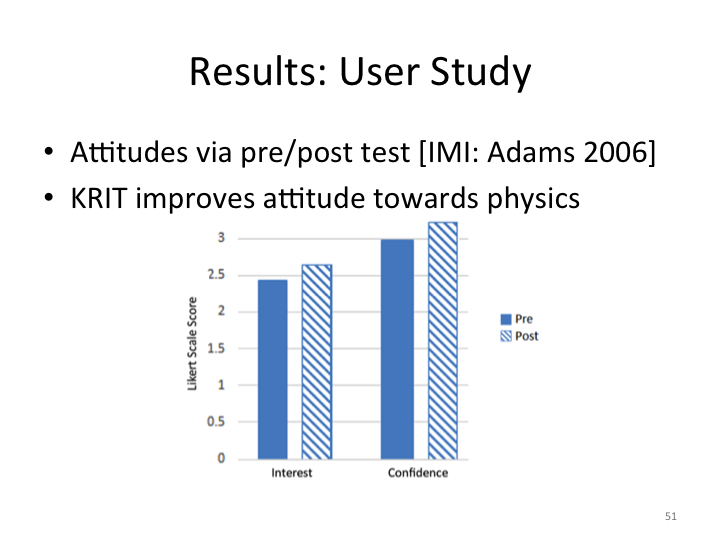 Results: User Study
• Attitudes via pre/post test [IMI: Adams 2006]
• KRIT improves attitude towards physics
3
2.5
2
1.5
1
0.5
0
Likert Scale Score
Interest
Confidence
Pre
Post
51